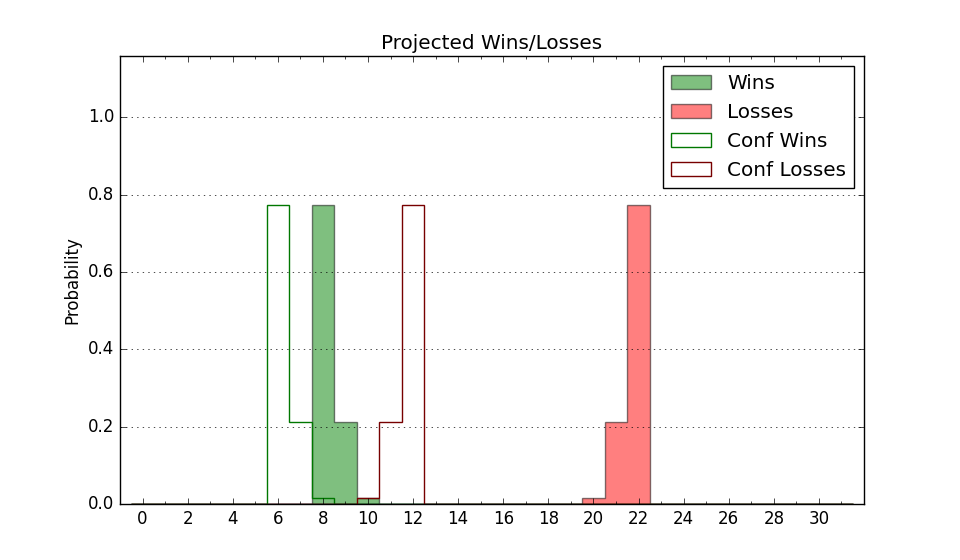 Projected Wins/Losses
Wins
Losses
Conf Wins
Conf Losses
Probability
1.0
0.8
0.6
0.4
0.2
0.0
0 2 4 6 8 10 12 14 16 18 20 22 24 26 28 30